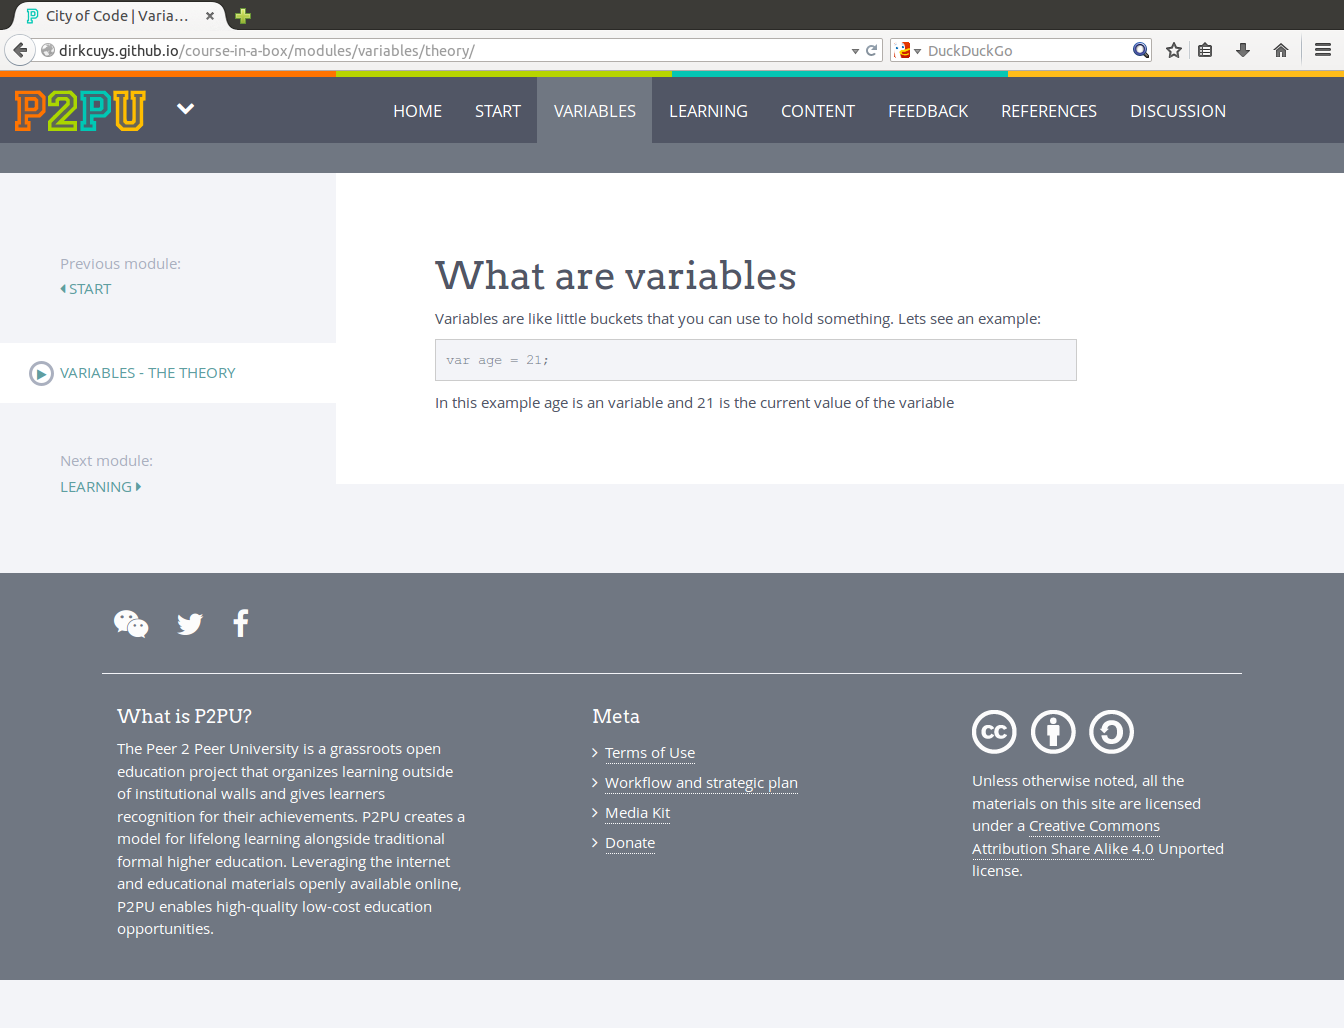 City of Code | Varia...
dirkcuys.github.io/course-in-a-box/modules/variables/theory/
DuckDuckGo
P2PU
HOME START VARIABLES LEARNING CONTENT FEEDBACK REFERENCES DISCUSSION
Previous module:
START
VARIABLES - THE THEORY
Next module:
LEARNING
What are variables
Variables are like little buckets that you can use to hold something. Lets see an example:
var age = 21;
In this example age is an variable and 21 is the current value of the variable
What is P2PU?
The Peer 2 Peer University is a grassroots open
education project that organizes learning outside
of institutional walls and gives learners
recognition for their achievements. P2PU creates a
model for lifelong learning alongside traditional
formal higher education. Leveraging the internet
and educational materials openly available online,
P2PU enables high-quality low-cost education
opportunities.
Meta
Terms of Use
Workflow and strategic plan
Media Kit
Donate
cc
Unless otherwise noted, all the
materials on this site are licensed
under a Creative Commons
Attribution Share Alike 4.0 Unported
license.